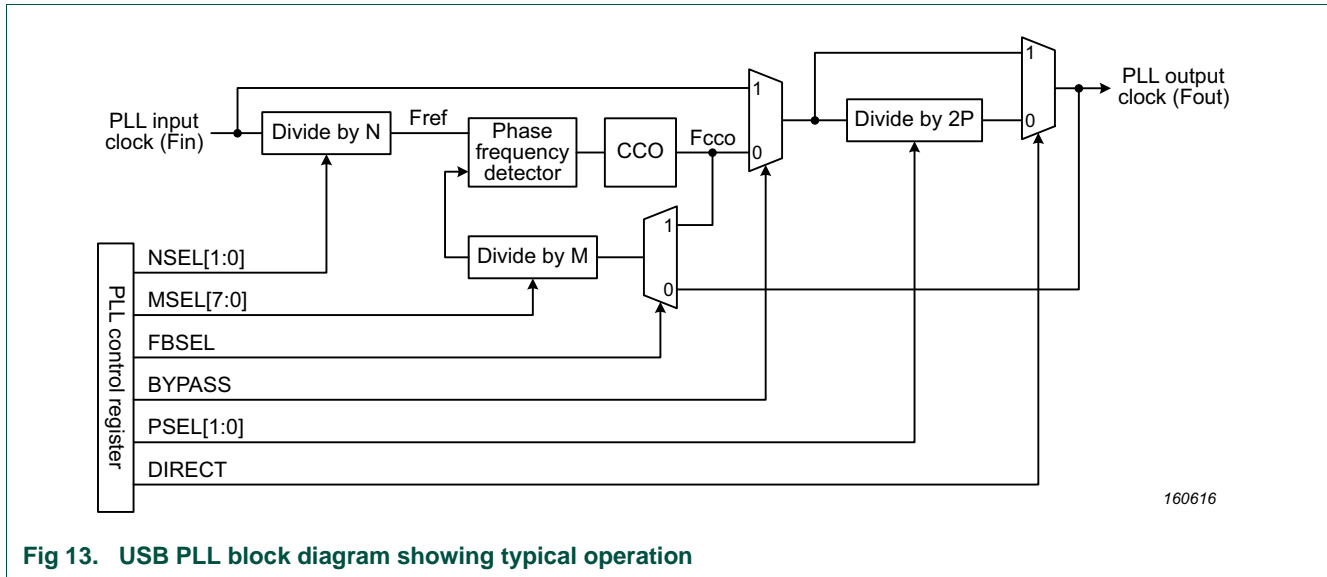 1
PLL output
clock (Fout)
1
PLL input
clock (Fin)
Divide by N
Fref
Phase
frequency
detector
CCO
Fcco
0
Divide by 2P
0
1
Divide by M
0
PLL control register
NSEL[1:0]
MSEL[7:0]
FBSEL
BYPASS
PSEL[1:0]
DIRECT
160616
Fig 13. USB PLL block diagram showing typical operation